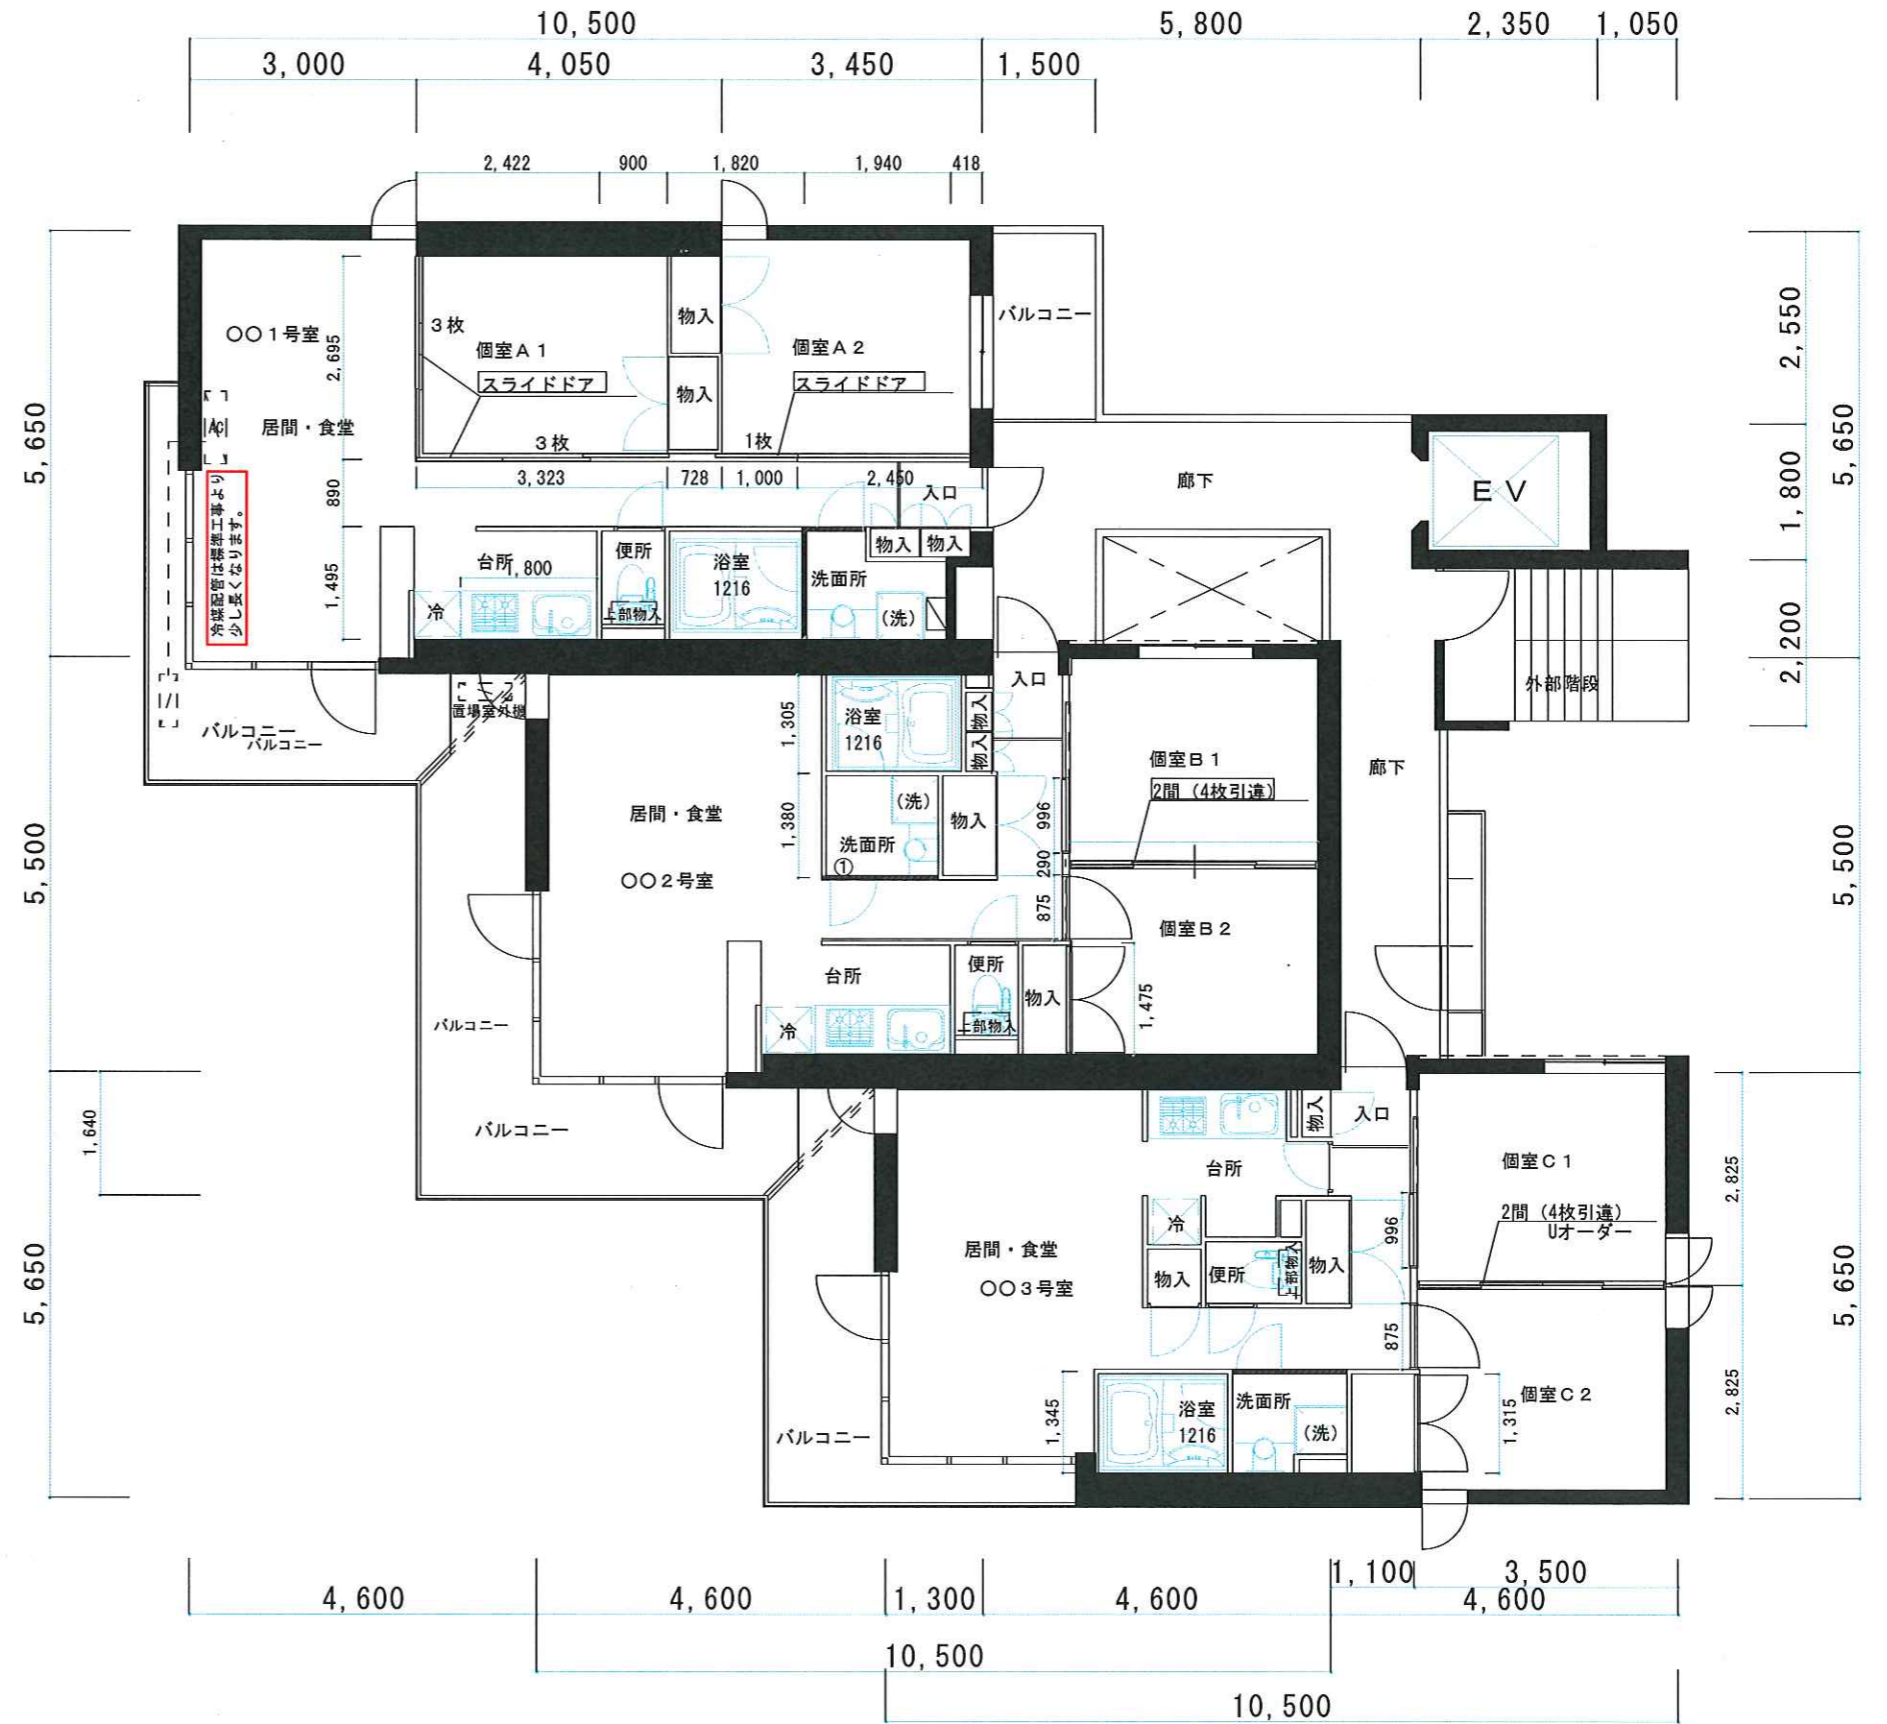 10,500
5,800
2,350
1,050
3,000
4,050
3,450
1,500
2,422
900
1,820
1,940
418
5,650
5,500
1,640
5,650
2,550
1,800
2,200
5,650
5,500
2,825
2,825
5,650
〇〇1号室
2,695
3枚
個室A1
スライドドア
物入
物入
個室A2
スライドドア
バルコニー
居間・食堂
AC
3枚
1枚
冷媒配管は標準工事より
少し長くなります。
890
3,323
728
1,000
2,450
入口
廊下
EV
1,495
台所
1,800
冷
便所
上部物入
浴室
1216
洗面所
物入
物入
(洗)
外部階段
バルコニー
バルコニー
置場室外機
1,305
浴室
1216
物入
物入
入口
個室B1
2間(4枚引違)
廊下
居間・食堂
1,380
(洗)
洗面所
①
物入
996
290
875
〇〇2号室
個室B2
バルコニー
台所
冷
便所
上部物入
物入
1,475
バルコニー
物入
入口
台所
個室C1
2間(4枚引違)
Uオーダー
冷
996
居間・食堂
〇〇3号室
物入
便所
上部物入
物入
875
バルコニー
1,345
浴室
1216
洗面所
(洗)
1,315
個室C2
1,100
3,500
4,600
4,600
1,300
4,600
4,600
10,500
10,500